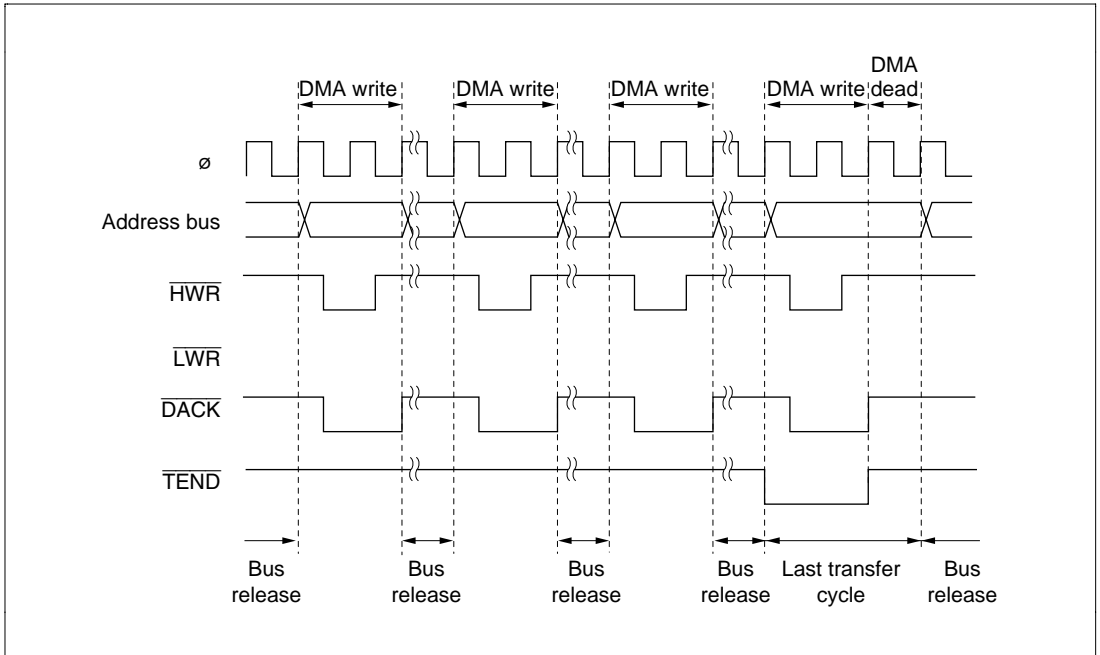 DMA
DMA write DMA write DMA write DMA write dead
ø
Address bus
HWR
LWR
DACK
TEND
Bus release Bus release Bus release Bus release Last transfer cycle Bus release